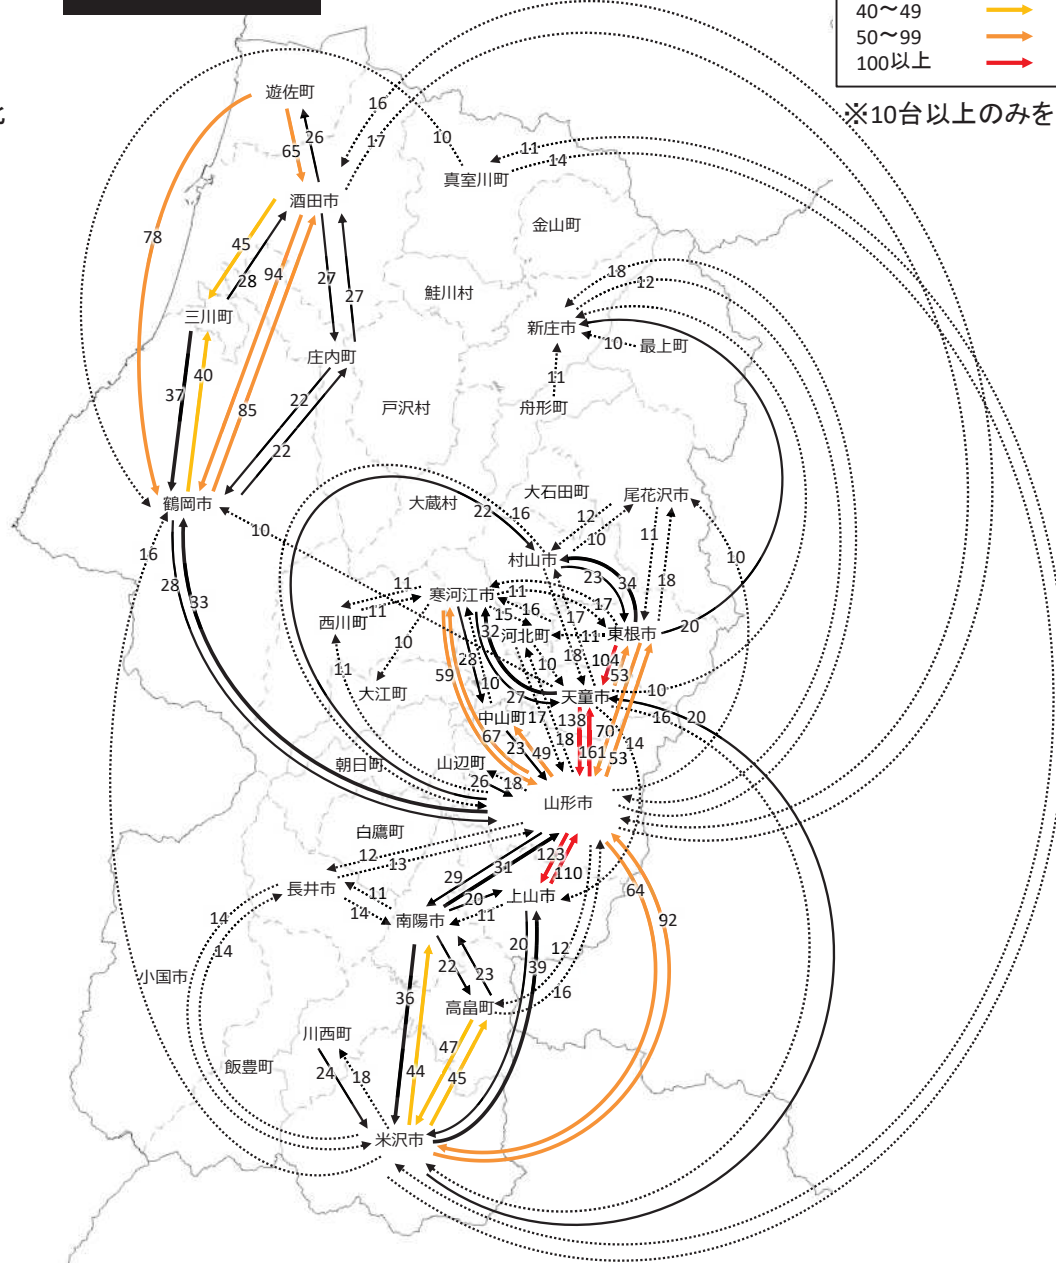 40～49
50～99
100以上
※10台以上のみを
遊佐町
16
26
17
10
11
14
65
真室川町
酒田市
金山町
78
45
28
94
27
27
18
12
鮭川村
三川町
新庄市
10
最上町
庄内町
37
40
11
22
85
戸沢村
舟形町
22
鶴岡市
大蔵村
大石田町
尾花沢市
22
16
12
10
11
10
10
16
村山市
28
33
23
34
18
11
寒河江市
11
11
17
西川町
15
16
17
32
河北町
11
東根市
20
10
11
28
10
18
104
53
59
大江町
10
27
天童市
10
中山町
17
138
70
16
20
67
23
49
18
161
53
14
朝日町
山辺町
26
18
山形市
白鷹町
12
13
29
31
123
110
長井市
11
14
20
上山市
64
南陽市
11
92
14
14
20
12
22
23
39
16
小国市
36
高畠町
川西町
47
飯豊町
24
18
44
45
米沢市